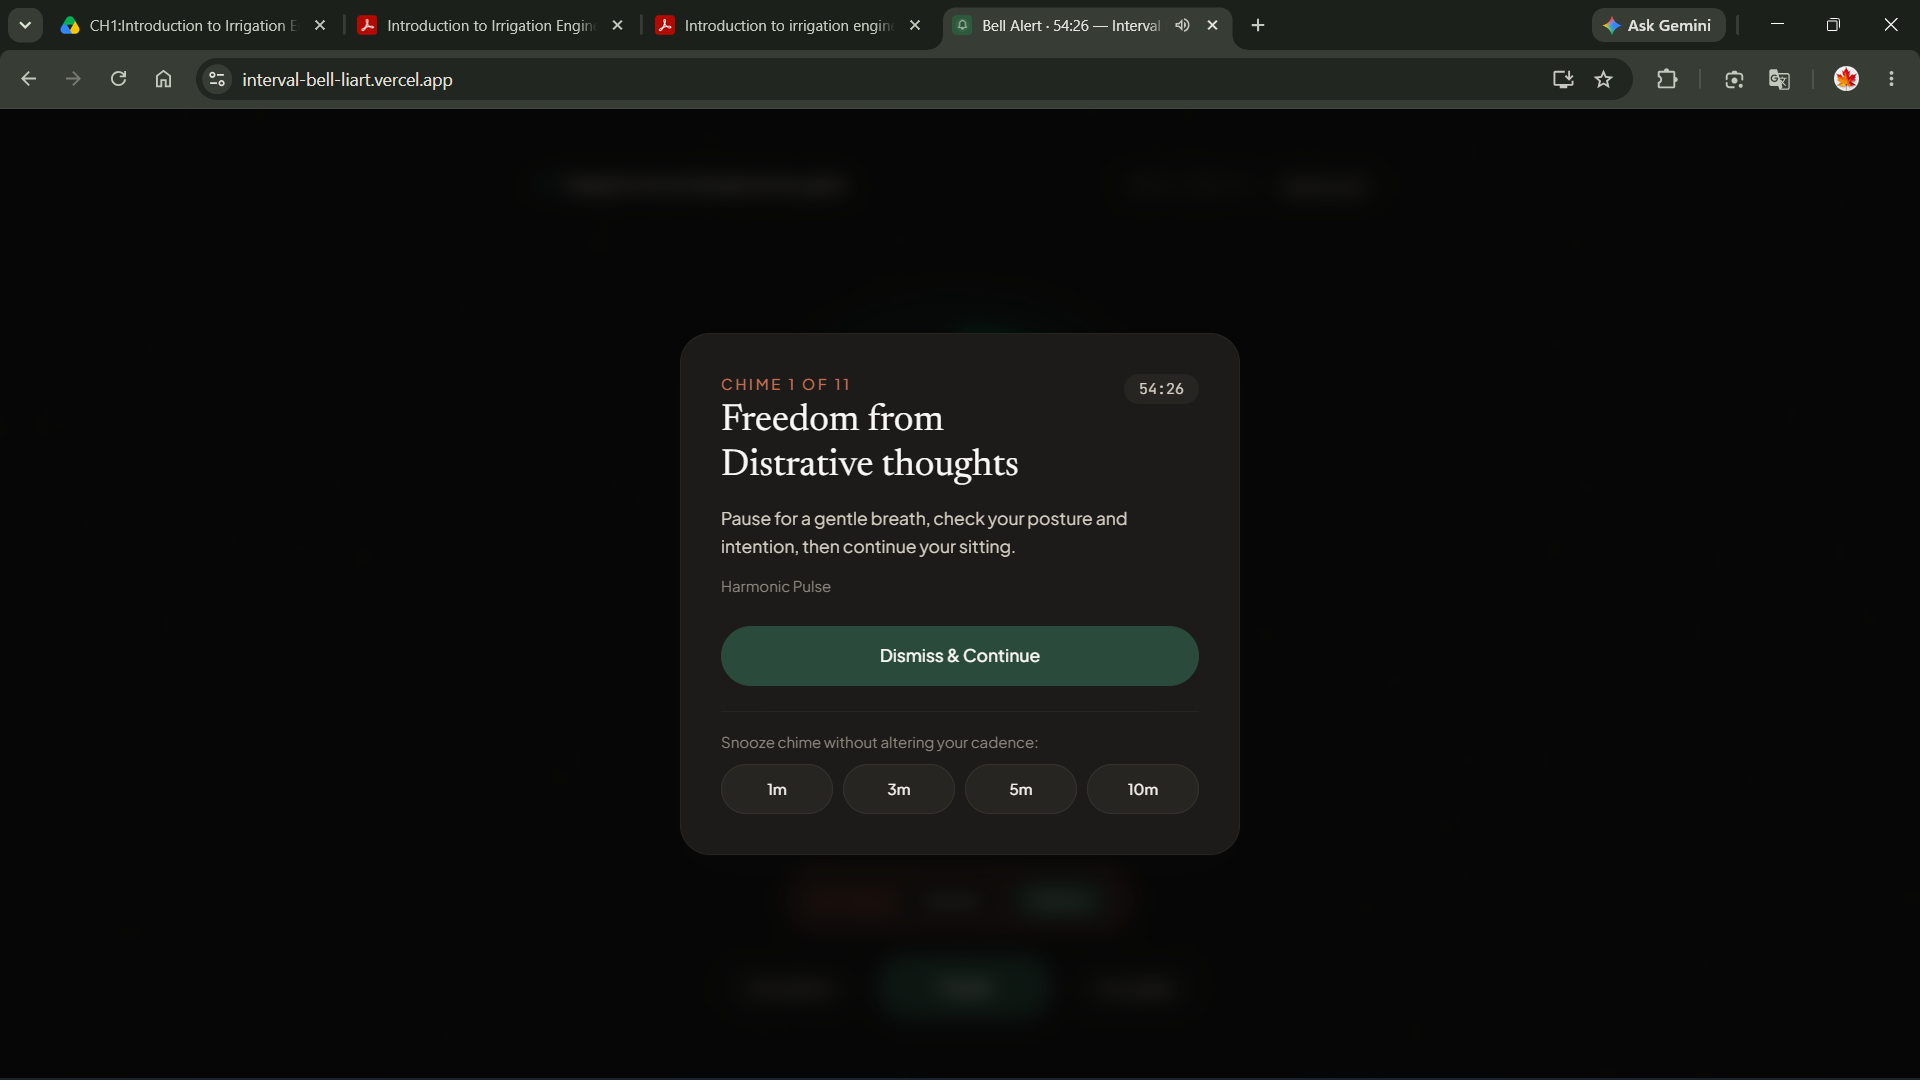 CH1:Introduction to Irrigation E
Introduction to Irrigation Engin
Introduction to irrigation engin
Bell Alert · 54:26 — Interval
Ask Gemini
interval-bell-liart.vercel.app
CHIME 1 OF 11
54:26
Freedom from
Distrative thoughts
Pause for a gentle breath, check your posture and
intention, then continue your sitting.
Harmonic Pulse
Dismiss & Continue
Snooze chime without altering your cadence:
1m
3m
5m
10m